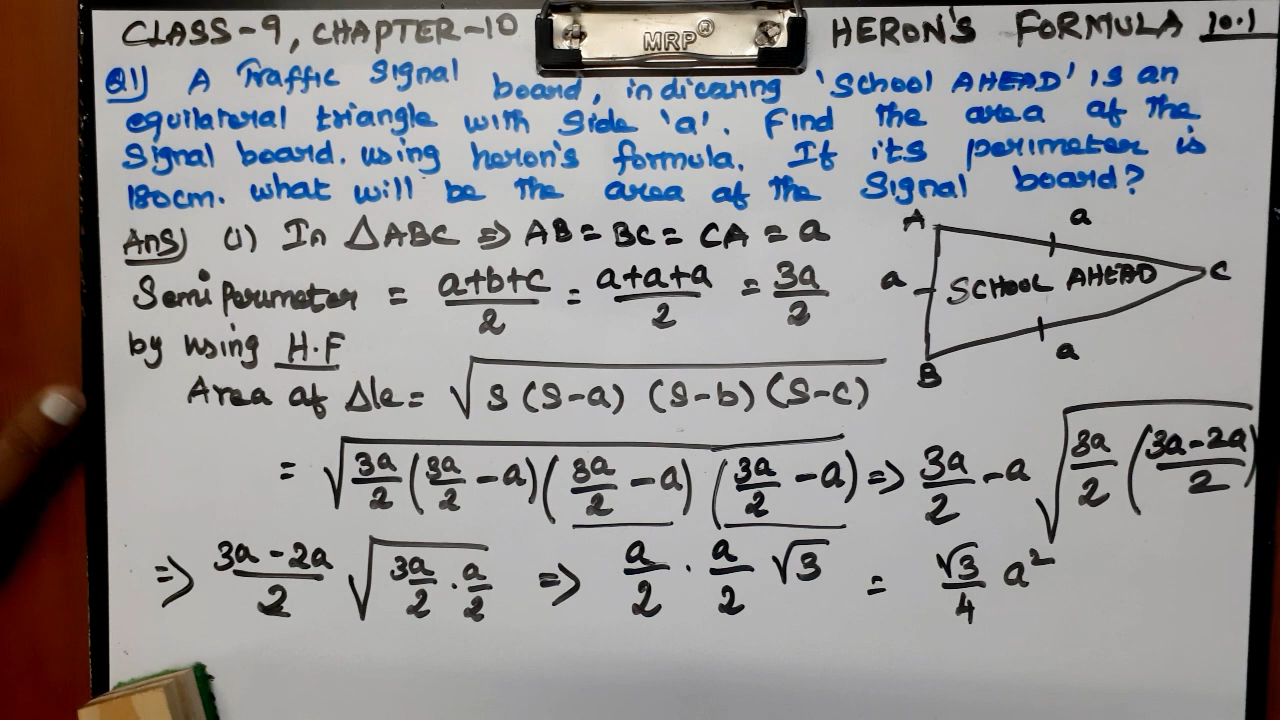 CLASS-9, CHAPTER-10 MRP® HERON'S FORMULA 10.1
Q1) A Traffic Signal board, indicating 'School AHEAD' is an
equilateral triangle with Side 'a'. Find the area of the
Signal board. using heron's formula. If its perimeter is
180cm. what will be the area of the Signal board?
Ans) (1) In △ABC ⇒ AB = BC = CA = a
Semi perimeter = a+b+c/2 = a+a+a/2 = 3a/2
by using H.F
Area of △le = √S(S-a)(S-b)(S-c)
A
a
a
SCHOOL AHEAD
C
a
B
= √3a/2(3a/2-a)(3a/2-a)(3a/2-a) ⇒ 3a/2-a √3a/2(3a-2a/2)
⇒ 3a-2a/2 √3a/2 . a/2 ⇒ a/2 . a/2 √3 = √3/4 a²